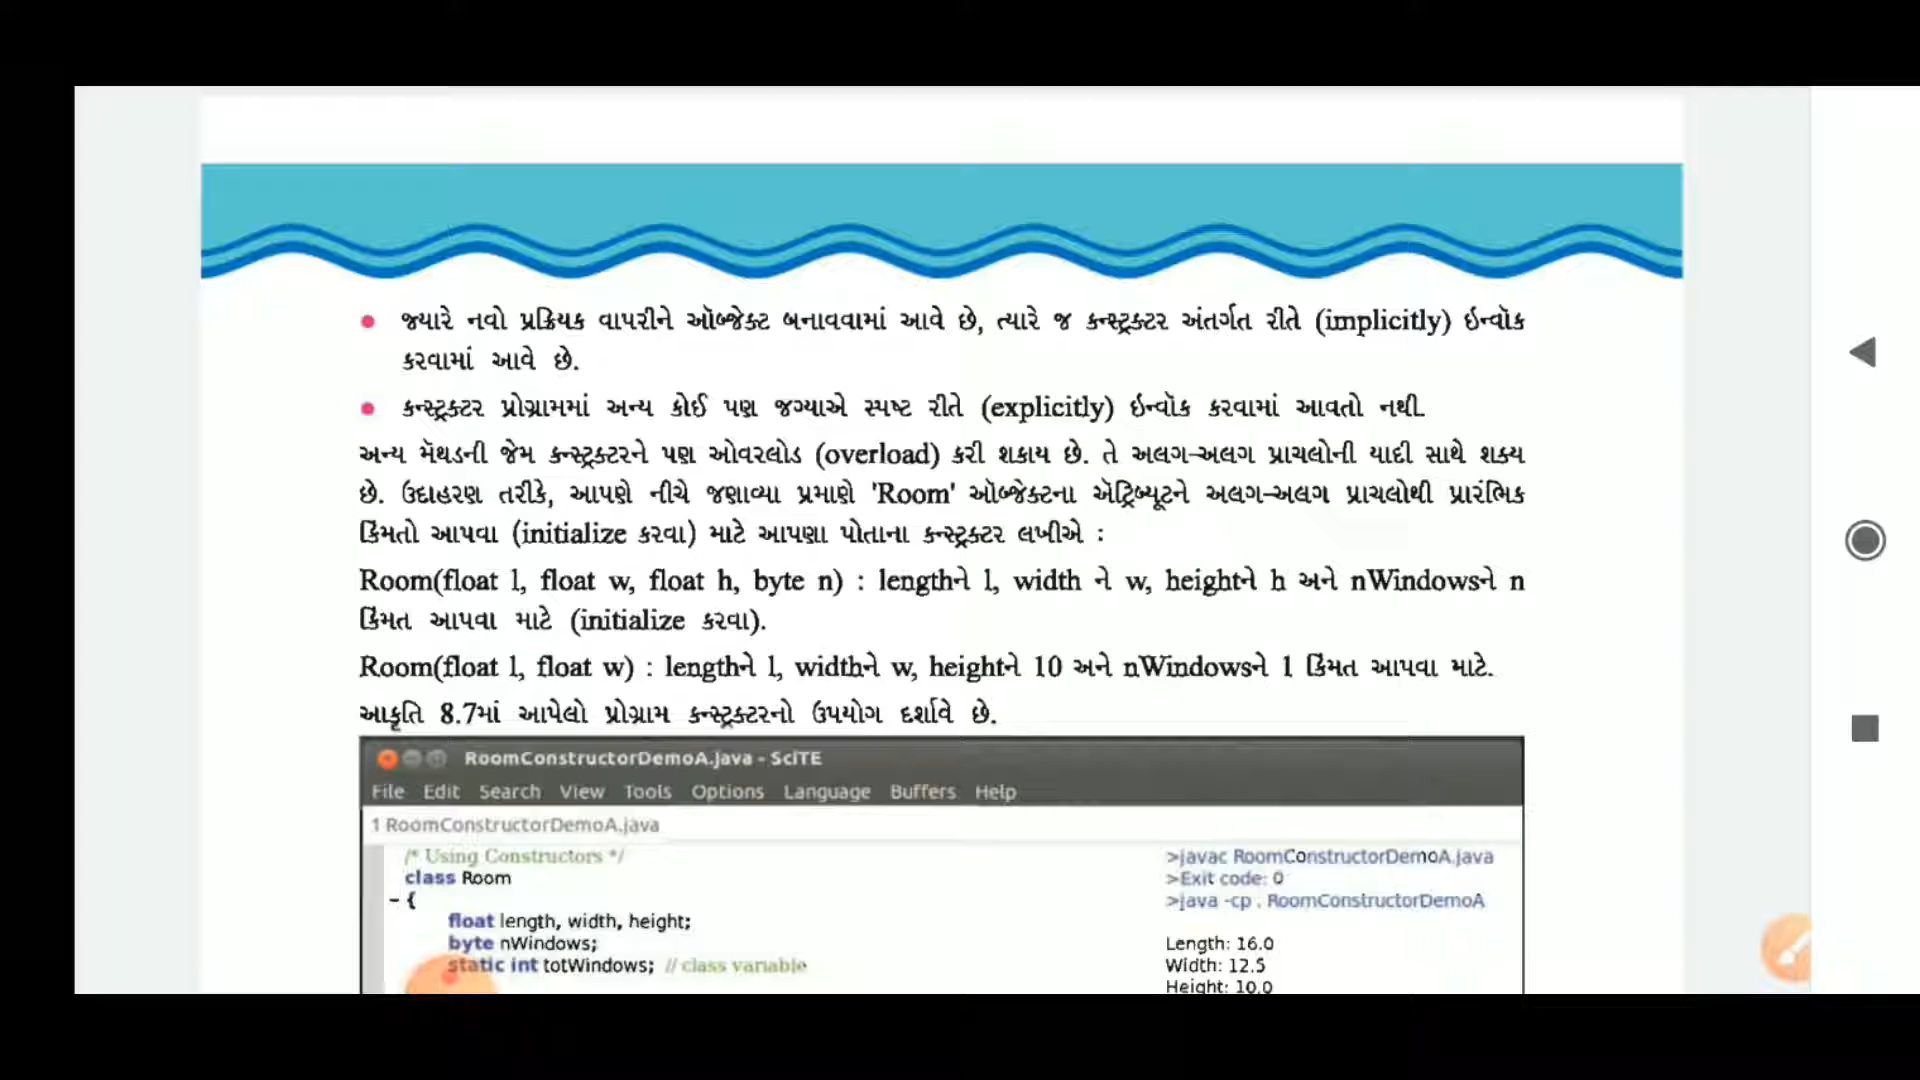 જ્યારે નવો પ્રક્રિયક વાપરીને ઑબ્જેક્ટ બનાવવામાં આવે છે, ત્યારે જ કન્સ્ટ્રક્ટર અંતર્ગત રીતે (implicitly) ઇન્વૉક
કરવામાં આવે છે.
કન્સ્ટ્રક્ટર પ્રોગ્રામમાં અન્ય કોઈ પણ જગ્યાએ સ્પષ્ટ રીતે (explicitly) ઇન્વૉક કરવામાં આવતો નથી.
અન્ય મૅથડની જેમ કન્સ્ટ્રક્ટરને પણ ઓવરલોડ (overload) કરી શકાય છે. તે અલગ-અલગ પ્રાચલોની યાદી સાથે શક્ય
છે. ઉદાહરણ તરીકે, આપણે નીચે જણાવ્યા પ્રમાણે 'Room' ઑબ્જેક્ટના ઍટ્રિબ્યૂટને અલગ-અલગ પ્રાચલોથી પ્રારંભિક
કિંમતો આપવા (initialize કરવા) માટે આપણા પોતાના કન્સ્ટ્રક્ટર લખીએ :
Room(float l, float w, float h, byte n) : lengthને l, width ને w, heightને h અને nWindowsને n
કિંમત આપવા માટે (initialize કરવા).
Room(float l, float w) : lengthને l, widthને w, heightને 10 અને nWindowsને 1 કિંમત આપવા માટે.
આકૃતિ 8.7માં આપેલો પ્રોગ્રામ કન્સ્ટ્રક્ટરનો ઉપયોગ દર્શાવે છે.
RoomConstructorDemoA.java - SciTE
File Edit Search View Tools Options Language Buffers Help
1 RoomConstructorDemoA.java
/* Using Constructors */
class Room
- {
float length, width, height;
byte nWindows;
static int totWindows; // class variable
>javac RoomConstructorDemoA.java
>Exit code: 0
>java -cp . RoomConstructorDemoA
Length: 16.0
Width: 12.5
Height: 10.0